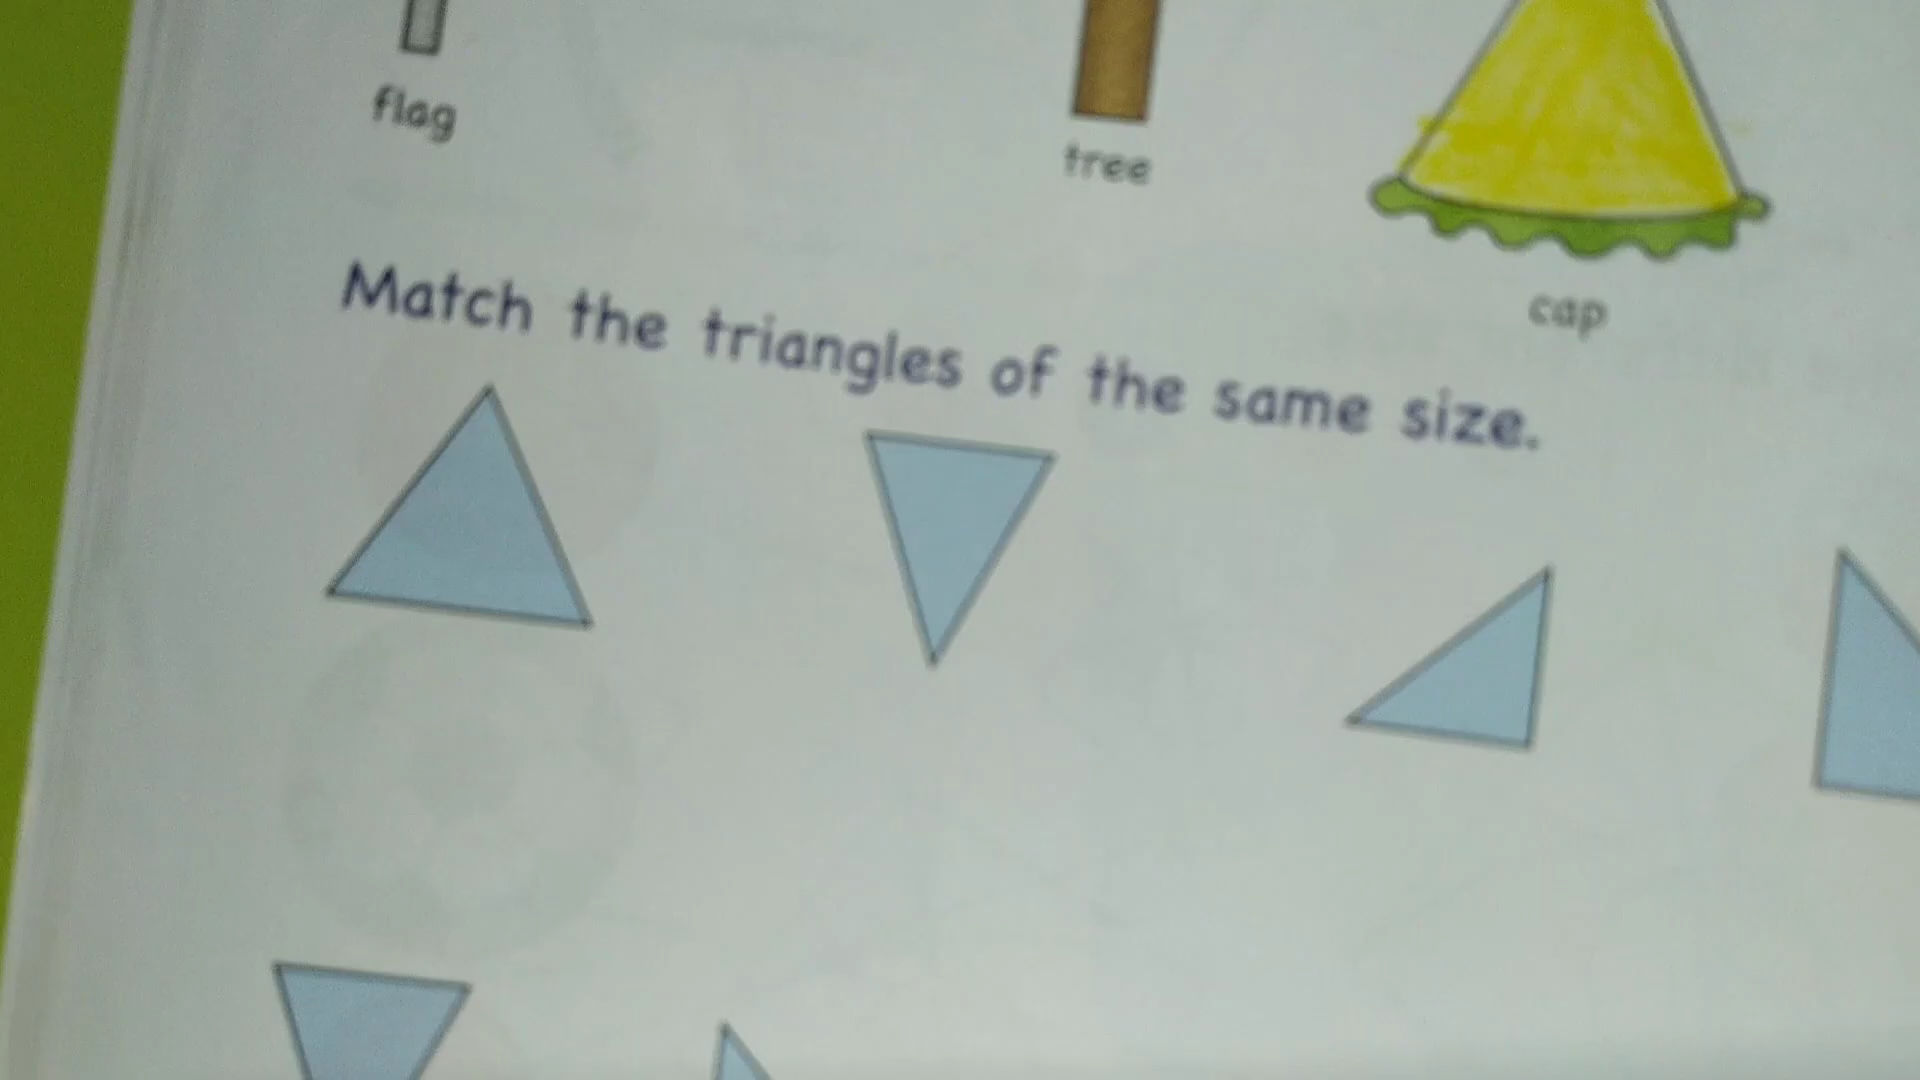 flag
tree
cap
Match the triangles of the same size.